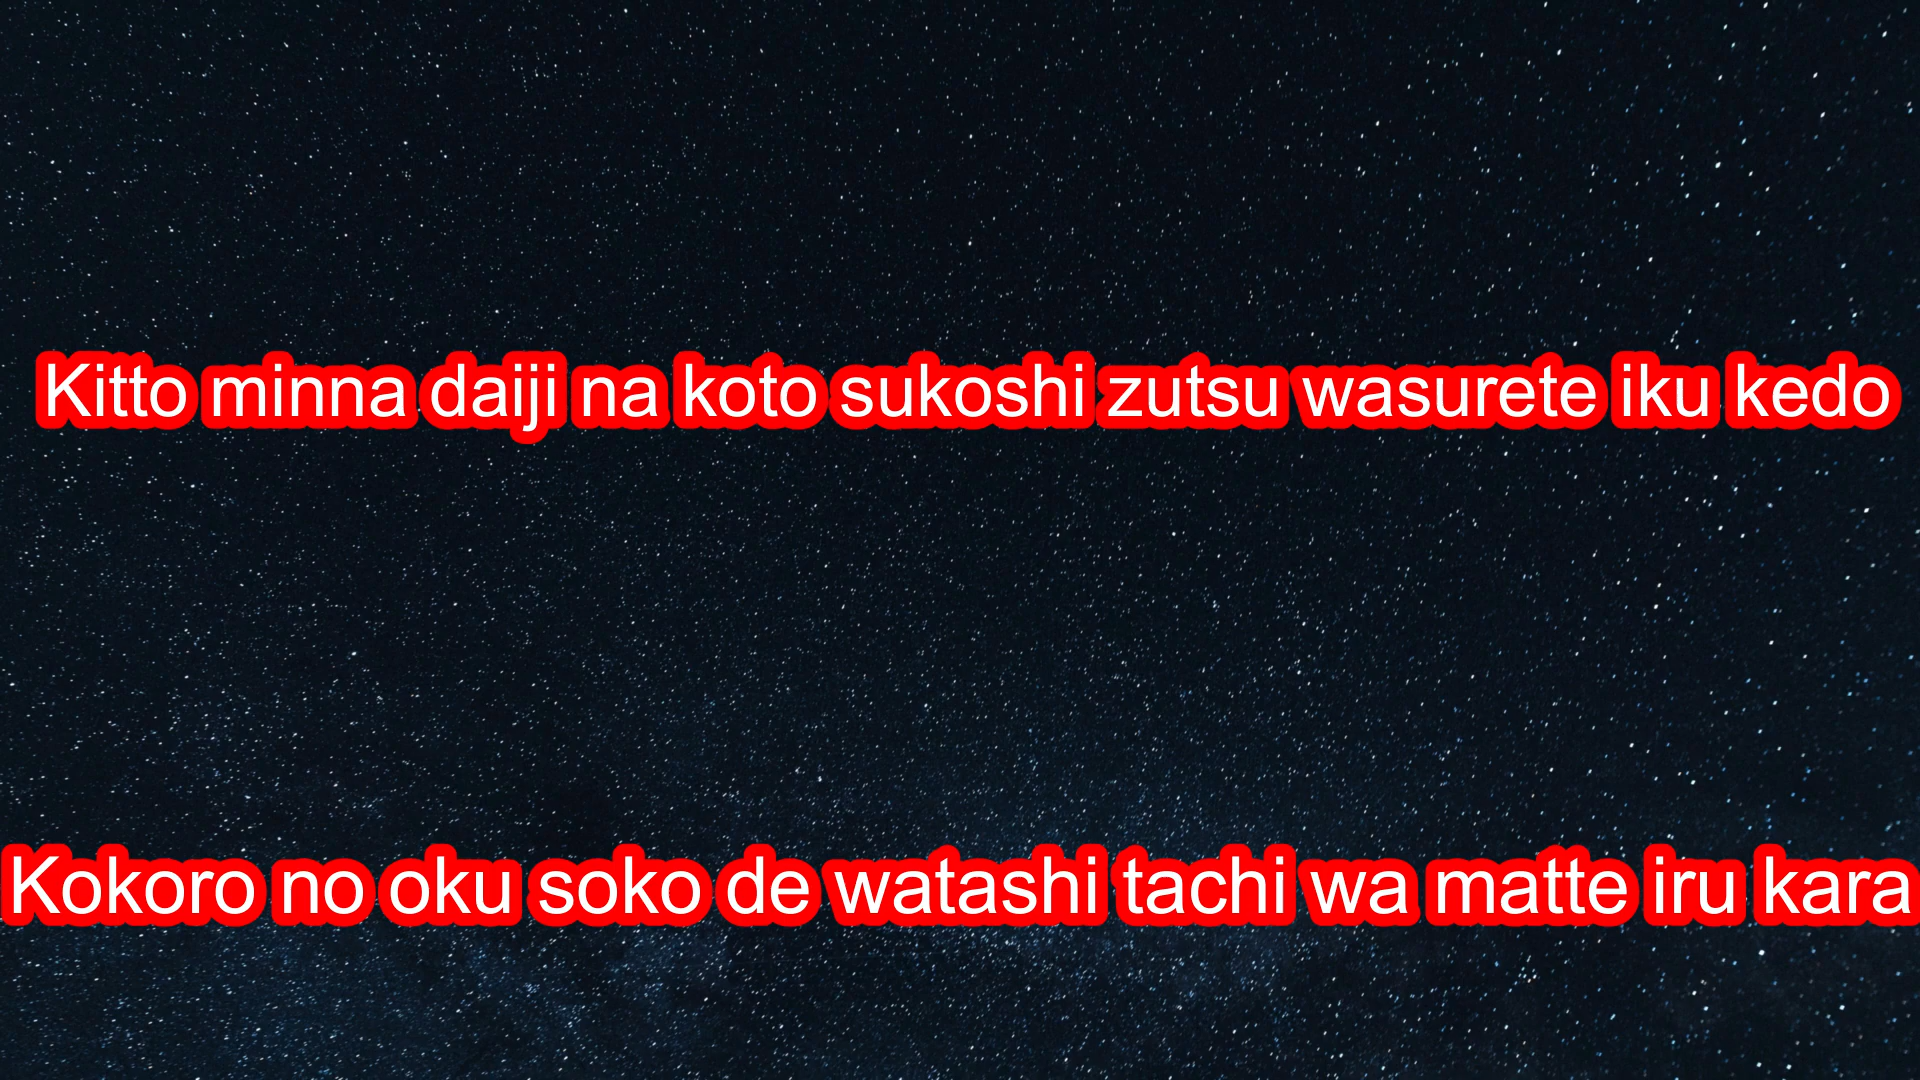 Kitto minna daiji na koto sukoshi zutsu wasurete iku kedo
Kokoro no oku soko de watashi tachi wa matte iru kara